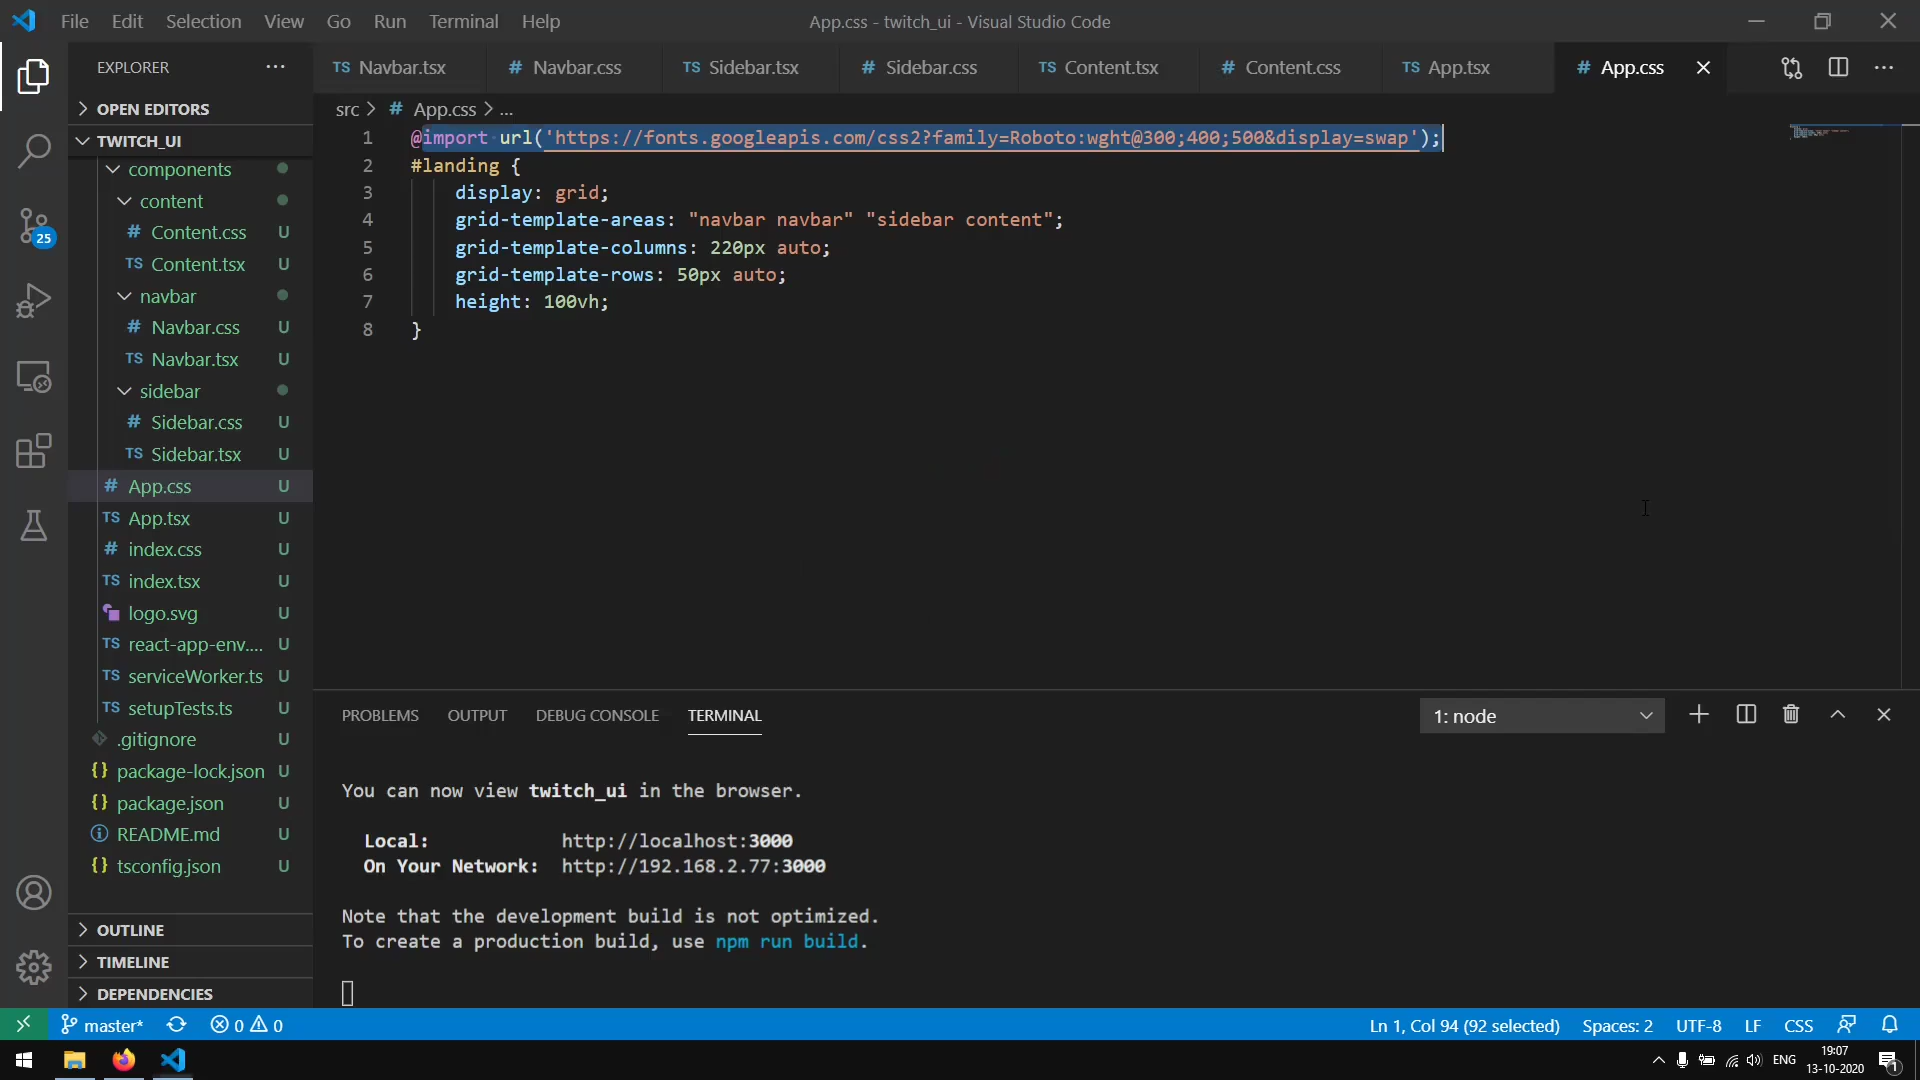 File Edit Selection View Go Run Terminal Help
App.css - twitch_ui - Visual Studio Code
EXPLORER
OPEN EDITORS
TWITCH_UI
components
content
# Content.css U
TS Content.tsx U
navbar
# Navbar.css U
TS Navbar.tsx U
sidebar
# Sidebar.css U
TS Sidebar.tsx U
# App.css U
TS App.tsx U
# index.css U
TS index.tsx U
logo.svg U
TS react-app-env.... U
TS serviceWorker.ts U
TS setupTests.ts U
.gitignore U
{} package-lock.json U
{} package.json U
README.md U
{} tsconfig.json U
OUTLINE
TIMELINE
DEPENDENCIES
25
TS Navbar.tsx # Navbar.css TS Sidebar.tsx # Sidebar.css TS Content.tsx # Content.css TS App.tsx # App.css
src > # App.css > ...
1 @import url('https://fonts.googleapis.com/css2?family=Roboto:wght@300;400;500&display=swap');
2 #landing {
3 display: grid;
4 grid-template-areas: "navbar navbar" "sidebar content";
5 grid-template-columns: 220px auto;
6 grid-template-rows: 50px auto;
7 height: 100vh;
8 }
PROBLEMS OUTPUT DEBUG CONSOLE TERMINAL
1: node
You can now view twitch_ui in the browser.
Local: http://localhost:3000
On Your Network: http://192.168.2.77:3000
Note that the development build is not optimized.
To create a production build, use npm run build.
master* 0 0
Ln 1, Col 94 (92 selected) Spaces: 2 UTF-8 LF CSS
ENG
19:07
13-10-2020
1